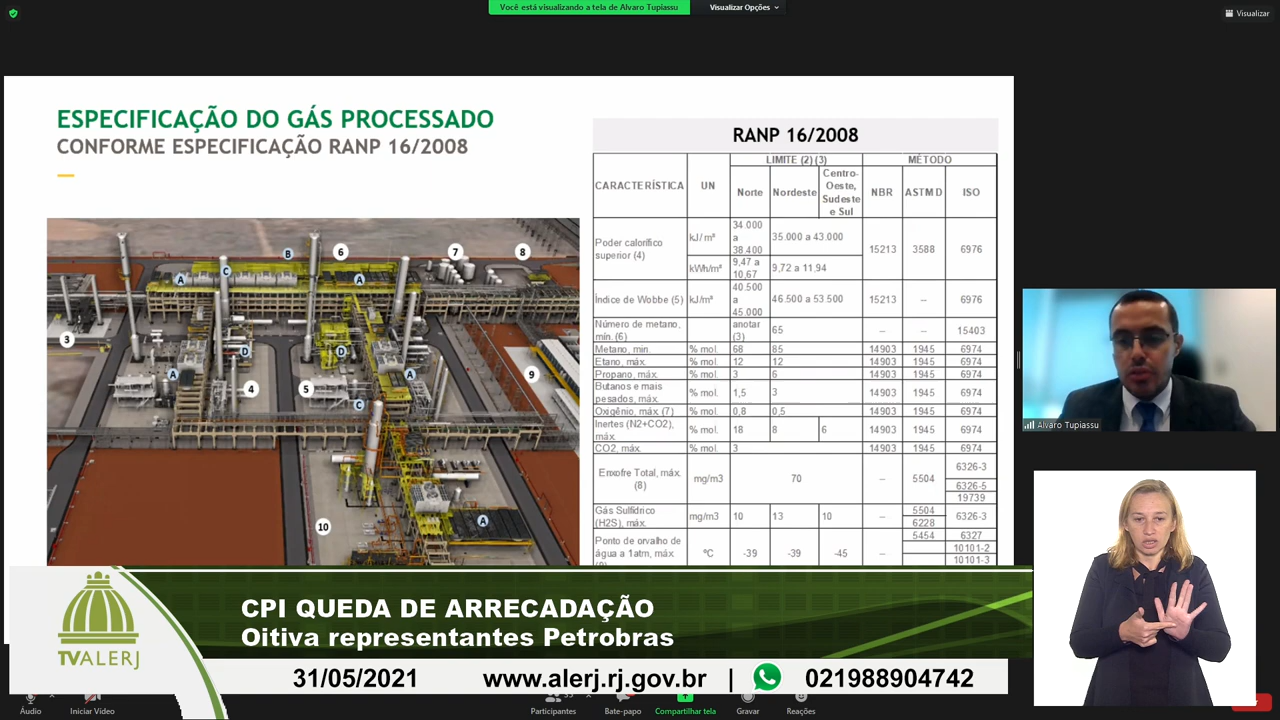 Você está visualizando a tela de Alvaro Tupiassu
Visualizar Opções
Visualizar
ESPECIFICAÇÃO DO GÁS PROCESSADO
CONFORME ESPECIFICAÇÃO RANP 16/2008
RANP 16/2008
CARACTERÍSTICA UN LIMITE (2) (3) MÉTODO
Norte Nordeste Centro-Oeste, Sudeste e Sul NBR ASTM D ISO
Poder calorífico superior (4) kJ/ m³ 34 000 a 38 400 35.000 a 43.000 15213 3588 6976
kWh/m³ 9,47 a 10,67 9,72 a 11,94
Índice de Wobbe (5) kJ/m³ 40.500 a 45.000 46.500 a 53.500 15213 -- 6976
Número de metano, mín. (6) anotar (3) 65 -- -- 15403
Metano, min. % mol. 68 85 14903 1945 6974
Etano, máx. % mol. 12 12 14903 1945 6974
Propano, máx. % mol. 3 6 14903 1945 6974
Butanos e mais pesados, máx. % mol. 1,5 3 14903 1945 6974
Oxigênio, máx. (7) % mol. 0,8 0,5 14903 1945 6974
Inertes (N2+CO2), máx. % mol. 18 8 6 14903 1945 6974
CO2, máx. % mol. 3 14903 1945 6974
Enxofre Total, máx. (8) mg/m3 70 -- 5504 6326-3
6326-5
19739
Gás Sulfídrico (H2S), máx. mg/m3 10 13 10 -- 5504 6326-3
6228
Ponto de orvalho de água a 1atm, máx. ºC -39 -39 -45 -- 5454 6327
10101-2
10101-3
B
6
7
8
A
C
A
3
D
D
A
A
9
4
5
C
10
A
Alvaro Tupiassu
TVALERJ
CPI QUEDA DE ARRECADAÇÃO
Oitiva representantes Petrobras
31/05/2021 www.alerj.rj.gov.br | 021988904742
Áudio
Iniciar Vídeo
Participantes
Bate-papo
Compartilhar tela
Gravar
Reações